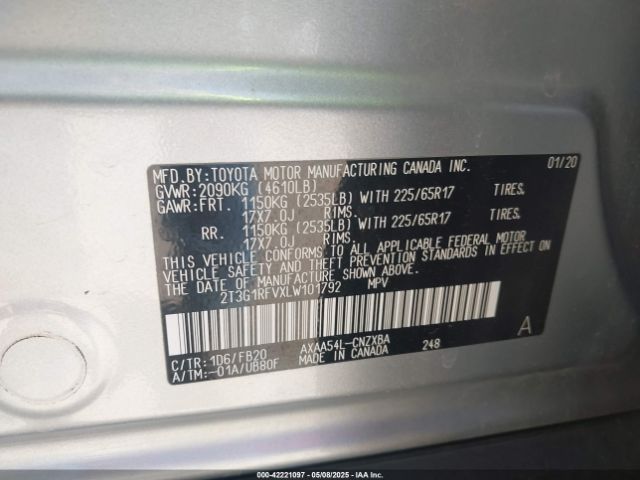 MFD.BY:TOYOTA MOTOR MANUFACTURING CANADA INC. 01/20
GVWR:2090KG (4610LB)
GAWR:FRT. 1150KG (2535LB) WITH 225/65R17 TIRES.
17X7.0J RIMS.
RR. 1150KG (2535LB) WITH 225/65R17 TIRES.
17X7.0J RIMS.
THIS VEHICLE CONFORMS TO ALL APPLICABLE FEDERAL MOTOR
VEHICLE SAFETY AND BUMPER STANDARDS IN EFFECT ON
THE DATE OF MANUFACTURE SHOWN ABOVE.
2T3G1RFVXLW101792 MPV
A
C/TR:1D6/FB20 AXAA54L-CNZXBA 248
A/TM:-01A/UB80F MADE IN CANADA
000-42221097 - 05/08/2025 - IAA Inc.